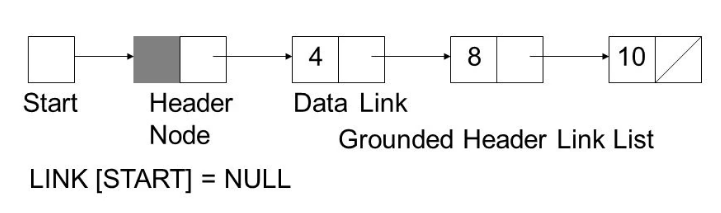 4 8 10
Start Header Node Data Link
Grounded Header Link List
LINK [START] = NULL